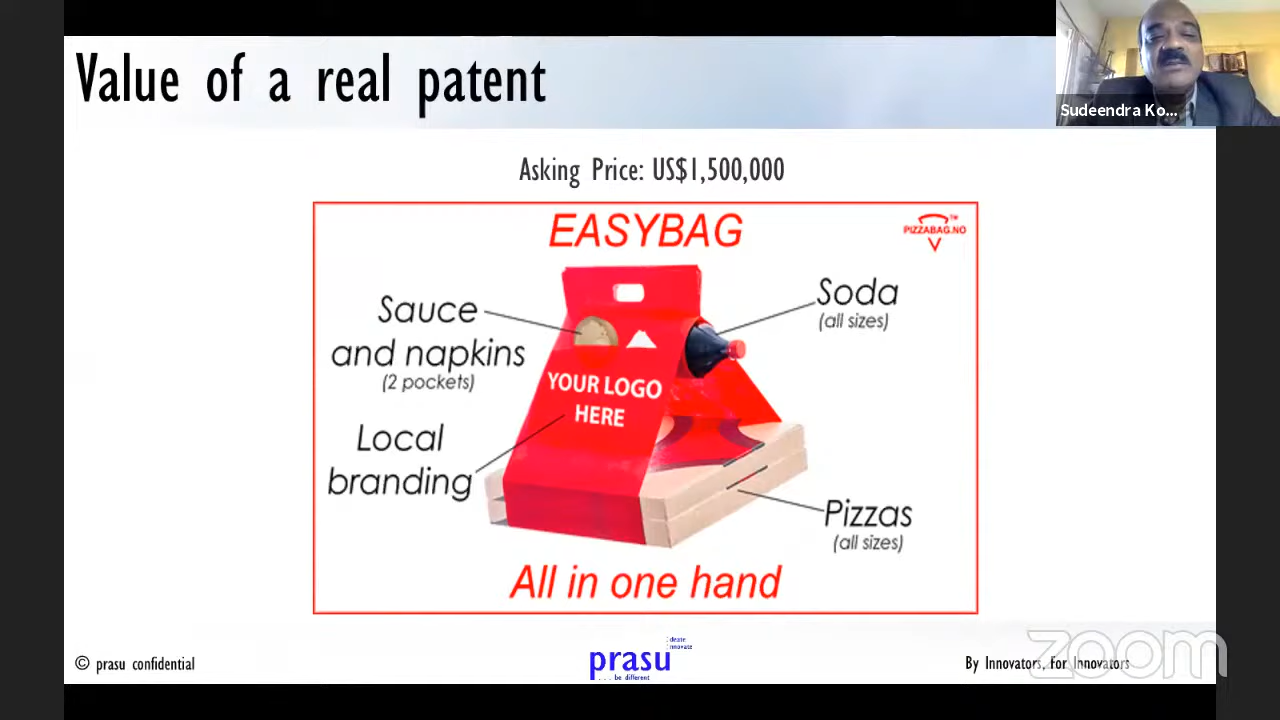 Value of a real patent
Sudeendra Ko...
Asking Price: US$1,500,000
EASYBAG
TM
PIZZABAG.NO
Sauce
and napkins
(2 pockets)
Soda
(all sizes)
YOUR LOGO
HERE
Local
branding
Pizzas
(all sizes)
All in one hand
© prasu confidential
ideate
innovate
prasu
. . . be different
By Innovators, For Innovators
zoom